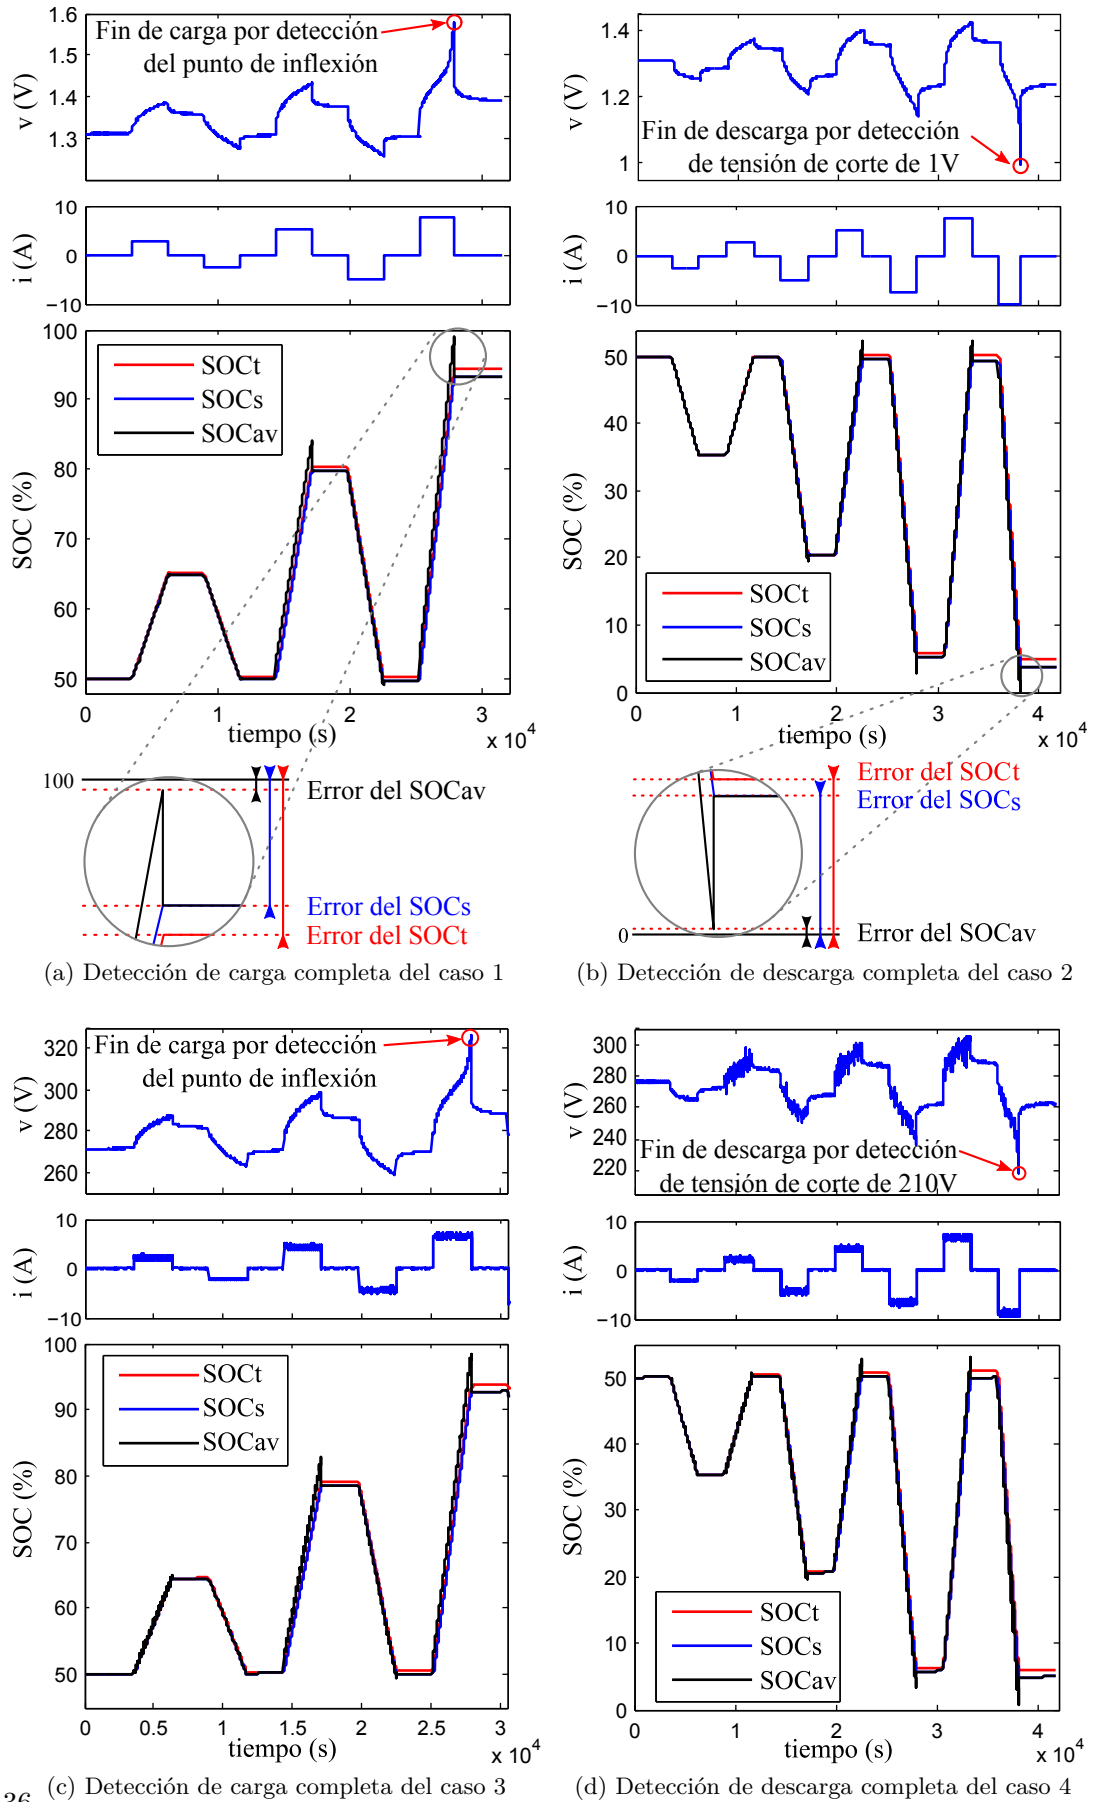 1.6
1.5
1.4
1.3
v (V)
Fin de carga por detección
del punto de inflexión
10
0
−10
i (A)
100
90
80
70
60
50
SOC (%)
SOCt
SOCs
SOCav
0
1
2
3
tiempo (s)
x 10^4
100
Error del SOCav
Error del SOCs
Error del SOCt
(a) Detección de carga completa del caso 1
1.4
1.2
1
v (V)
Fin de descarga por detección
de tensión de corte de 1V
10
0
−10
i (A)
50
40
30
20
10
0
SOC (%)
SOCt
SOCs
SOCav
0
1
2
3
4
tiempo (s)
x 10^4
Error del SOCt
Error del SOCs
0
Error del SOCav
(b) Detección de descarga completa del caso 2
320
300
280
260
v (V)
Fin de carga por detección
del punto de inflexión
10
0
−10
i (A)
100
90
80
70
60
50
SOC (%)
SOCt
SOCs
SOCav
0
0.5
1
1.5
2
2.5
3
tiempo (s)
x 10^4
(c) Detección de carga completa del caso 3
300
280
260
240
220
v (V)
Fin de descarga por detección
de tensión de corte de 210V
10
0
−10
i (A)
50
40
30
20
10
0
SOC (%)
SOCt
SOCs
SOCav
0
1
2
3
4
tiempo (s)
x 10^4
(d) Detección de descarga completa del caso 4